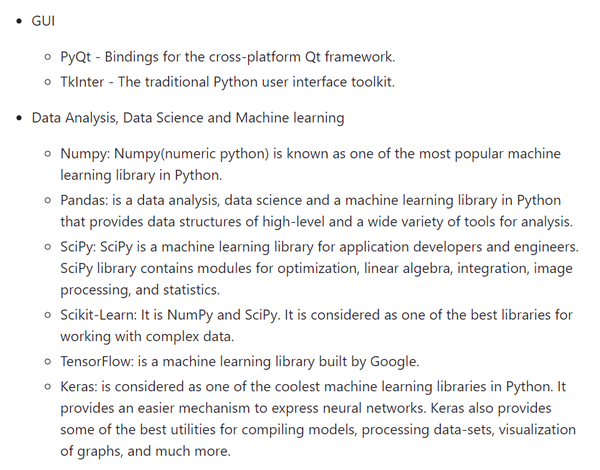 GUI
PyQt - Bindings for the cross-platform Qt framework.
TkInter - The traditional Python user interface toolkit.
Data Analysis, Data Science and Machine learning
Numpy: Numpy(numeric python) is known as one of the most popular machine
learning library in Python.
Pandas: is a data analysis, data science and a machine learning library in Python
that provides data structures of high-level and a wide variety of tools for analysis.
SciPy: SciPy is a machine learning library for application developers and engineers.
SciPy library contains modules for optimization, linear algebra, integration, image
processing, and statistics.
Scikit-Learn: It is NumPy and SciPy. It is considered as one of the best libraries for
working with complex data.
TensorFlow: is a machine learning library built by Google.
Keras: is considered as one of the coolest machine learning libraries in Python. It
provides an easier mechanism to express neural networks. Keras also provides
some of the best utilities for compiling models, processing data-sets, visualization
of graphs, and much more.